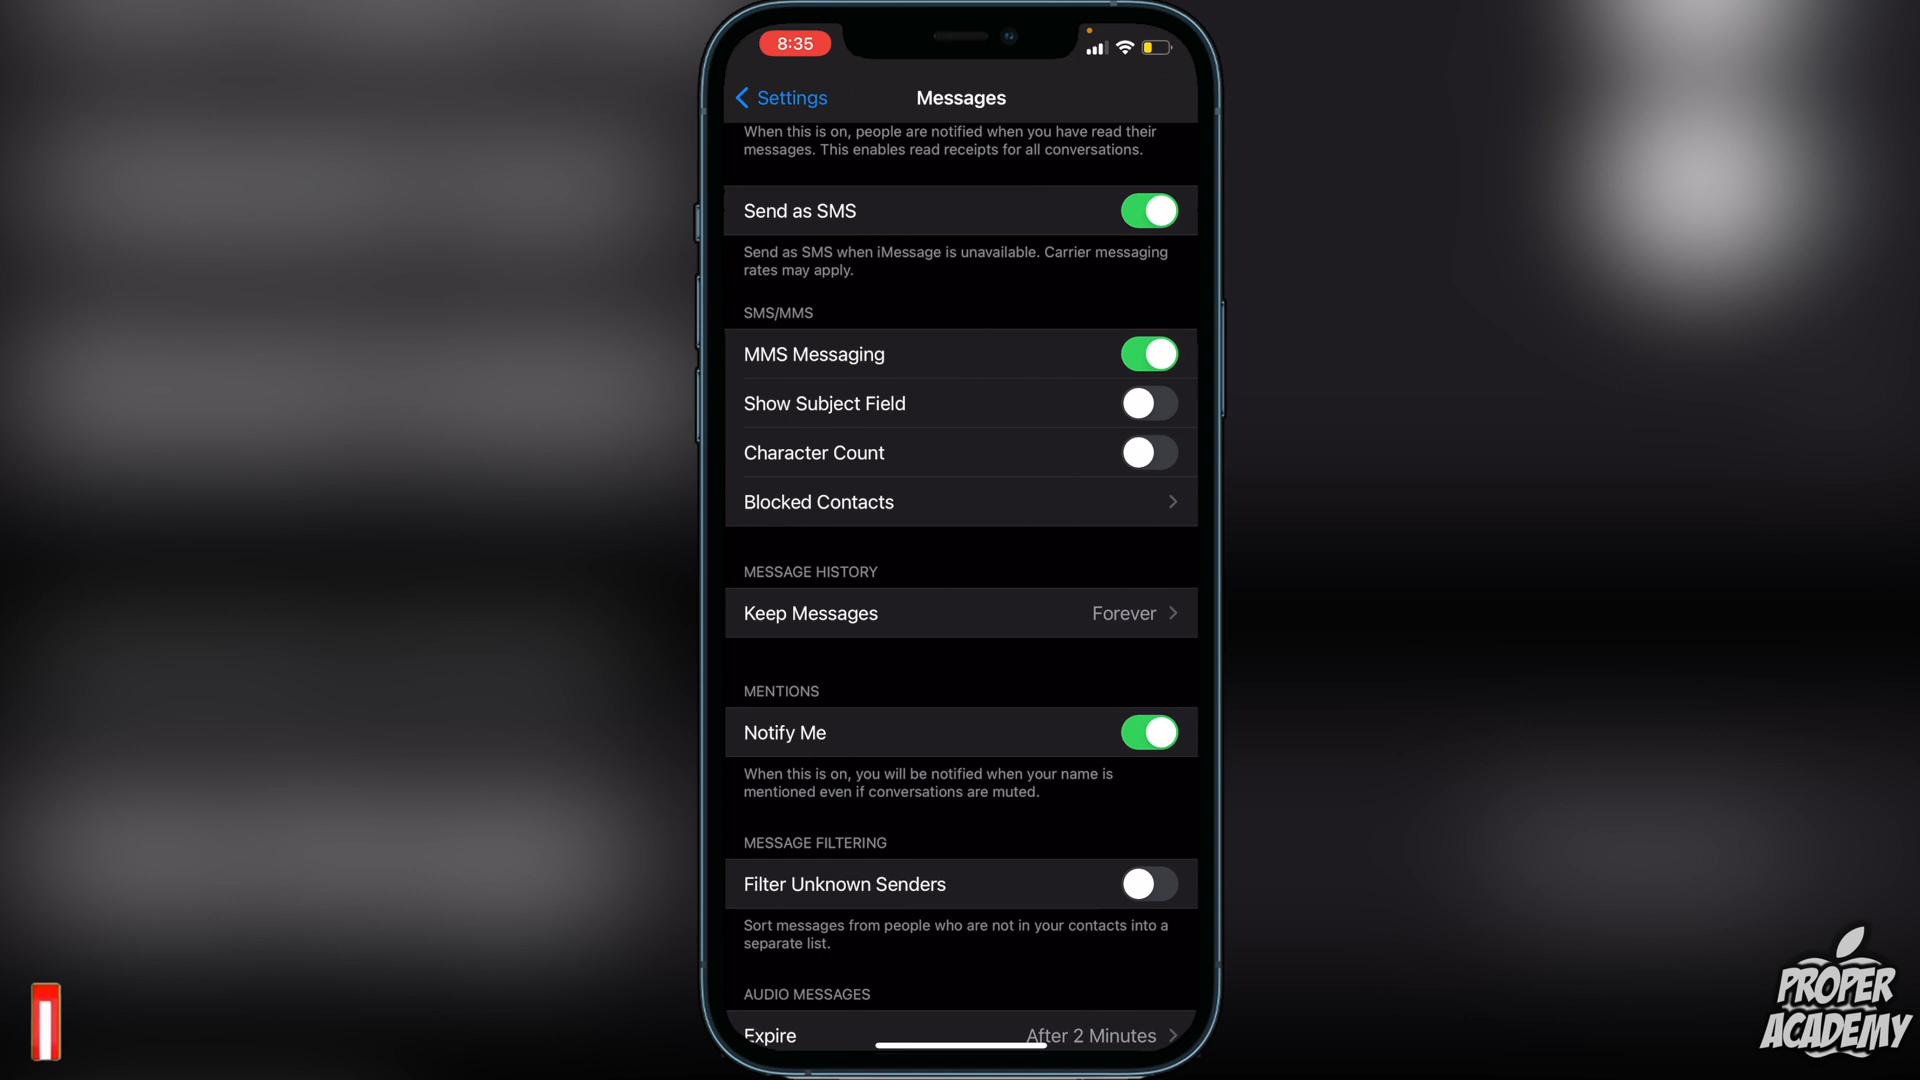 8:35
Settings
Messages
When this is on, people are notified when you have read their
messages. This enables read receipts for all conversations.
Send as SMS
Send as SMS when iMessage is unavailable. Carrier messaging
rates may apply.
SMS/MMS
MMS Messaging
Show Subject Field
Character Count
Blocked Contacts
MESSAGE HISTORY
Keep Messages
Forever
MENTIONS
Notify Me
When this is on, you will be notified when your name is
mentioned even if conversations are muted.
MESSAGE FILTERING
Filter Unknown Senders
Sort messages from people who are not in your contacts into a
separate list.
AUDIO MESSAGES
Expire
After 2 Minutes
PROPER
ACADEMY